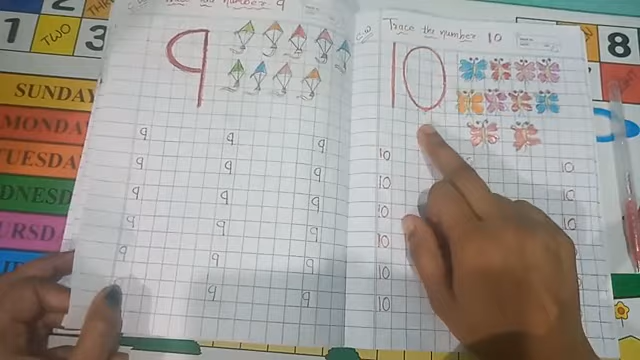 number 9
9
9 9 9
9 9 9
9 9 9
9 9 9
9 9 9
9 9
C.W Trace the number 10
10
10
10 10
10 10
10 10
10
10
2
TWO
3
1
8
SUNDAY
MONDA
TUESDA
DNESD
URSD